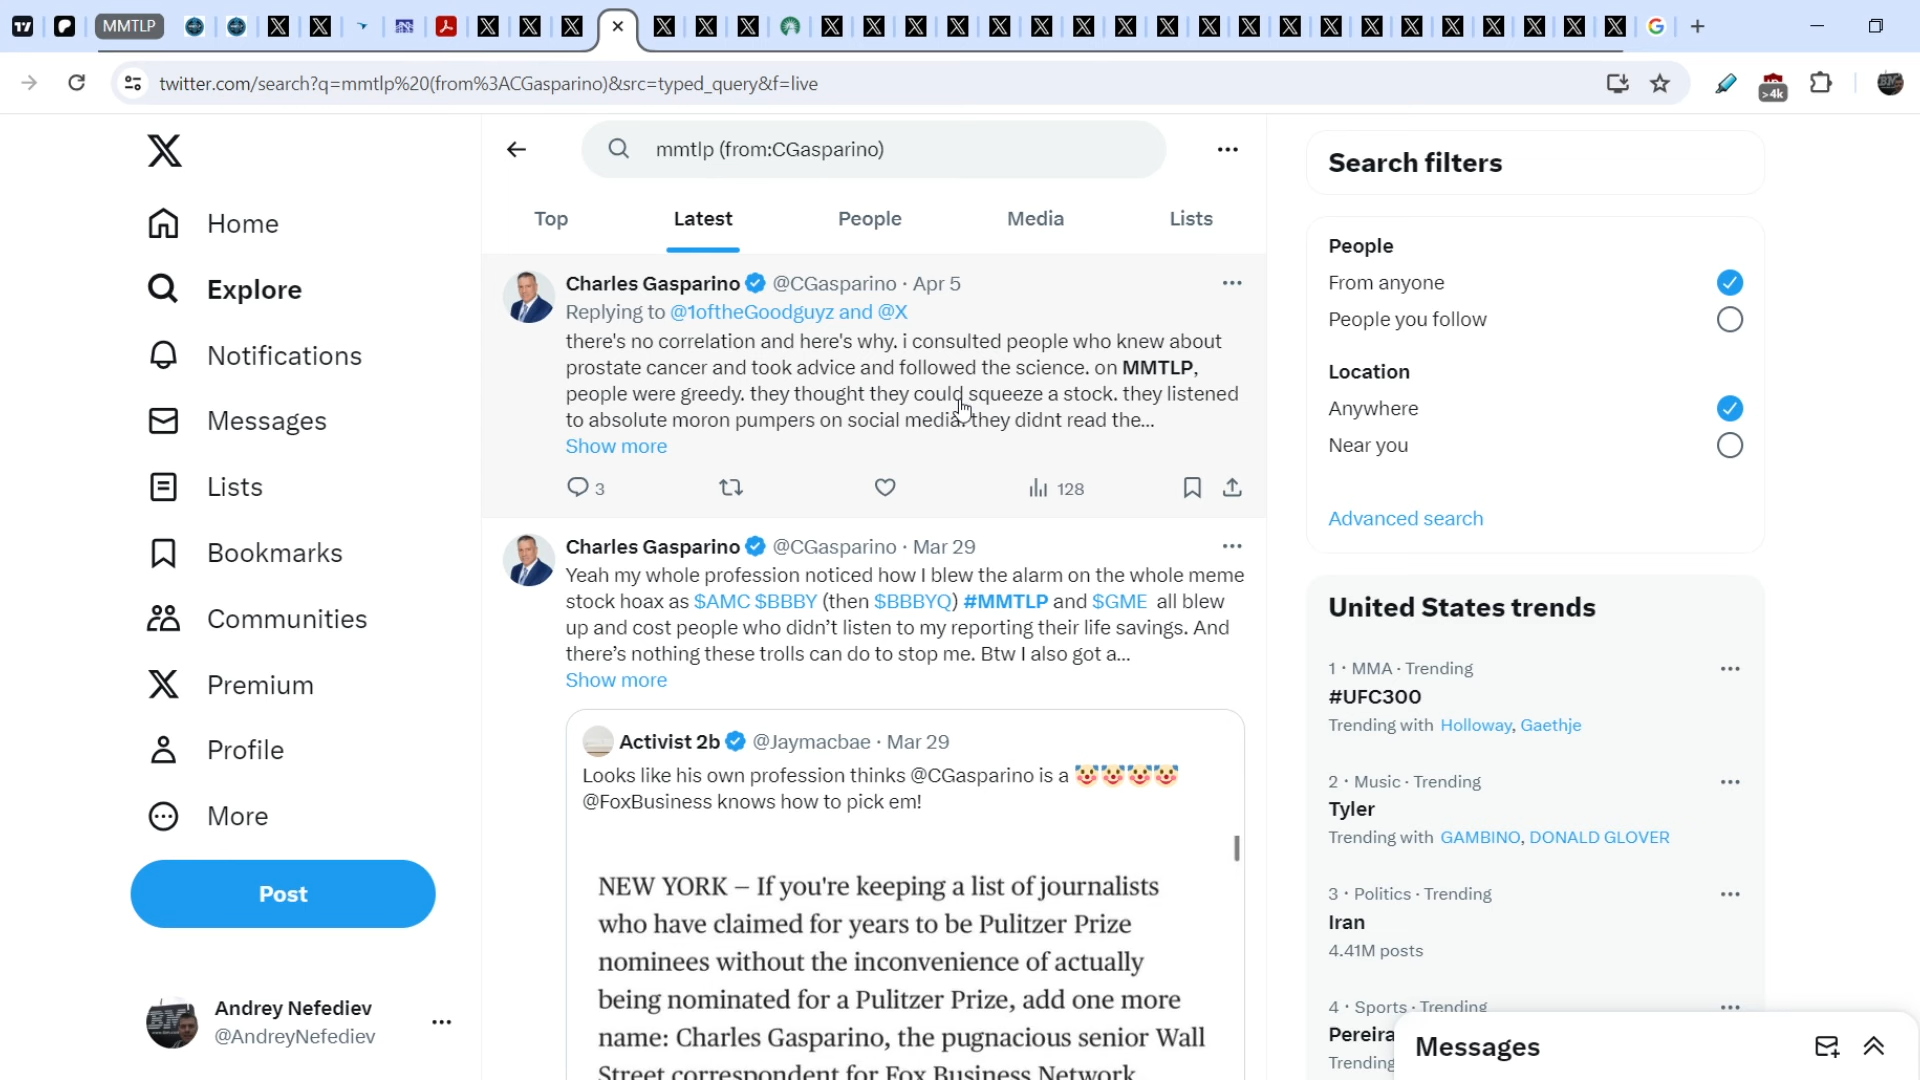 MMTLP
twitter.com/search?q=mmtlp%20(from%3ACGasparino)&src=typed_query&f=live
>4k
mmtlp (from:CGasparino)
Top
Latest
People
Media
Lists
Home
Explore
Notifications
Messages
Lists
Bookmarks
Communities
Premium
Profile
More
Post
Andrey Nefediev
@AndreyNefediev
Charles Gasparino @CGasparino · Apr 5
Replying to @1oftheGoodguyz and @X
there's no correlation and here's why. i consulted people who knew about
prostate cancer and took advice and followed the science. on MMTLP,
people were greedy. they thought they could squeeze a stock. they listened
to absolute moron pumpers on social media. they didnt read the...
Show more
3
128
Charles Gasparino @CGasparino · Mar 29
Yeah my whole profession noticed how I blew the alarm on the whole meme
stock hoax as $AMC $BBBY (then $BBBYQ) #MMTLP and $GME all blew
up and cost people who didn’t listen to my reporting their life savings. And
there’s nothing these trolls can do to stop me. Btw I also got a...
Show more
Activist 2b @Jaymacbae · Mar 29
Looks like his own profession thinks @CGasparino is a 🤡🤡🤡🤡
@FoxBusiness knows how to pick em!
NEW YORK – If you're keeping a list of journalists
who have claimed for years to be Pulitzer Prize
nominees without the inconvenience of actually
being nominated for a Pulitzer Prize, add one more
name: Charles Gasparino, the pugnacious senior Wall
Street correspondent for Fox Business Network
Search filters
People
From anyone
People you follow
Location
Anywhere
Near you
Advanced search
United States trends
1 · MMA · Trending
#UFC300
Trending with Holloway, Gaethje
2 · Music · Trending
Tyler
Trending with GAMBINO, DONALD GLOVER
3 · Politics · Trending
Iran
4.41M posts
4 · Sports · Trending
Pereira
Trending
Messages